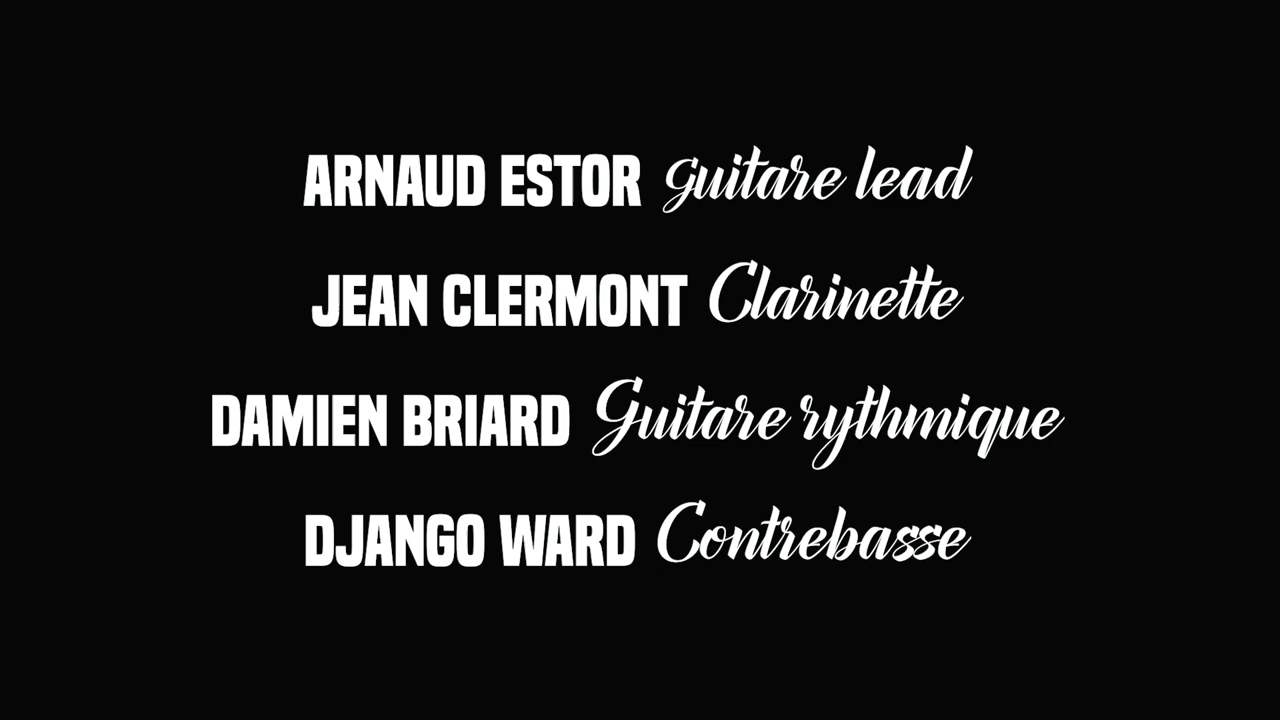 ARNAUD ESTOR guitare lead
JEAN CLERMONT Clarinette
DAMIEN BRIARD Guitare rythmique
DJANGO WARD Contrebasse